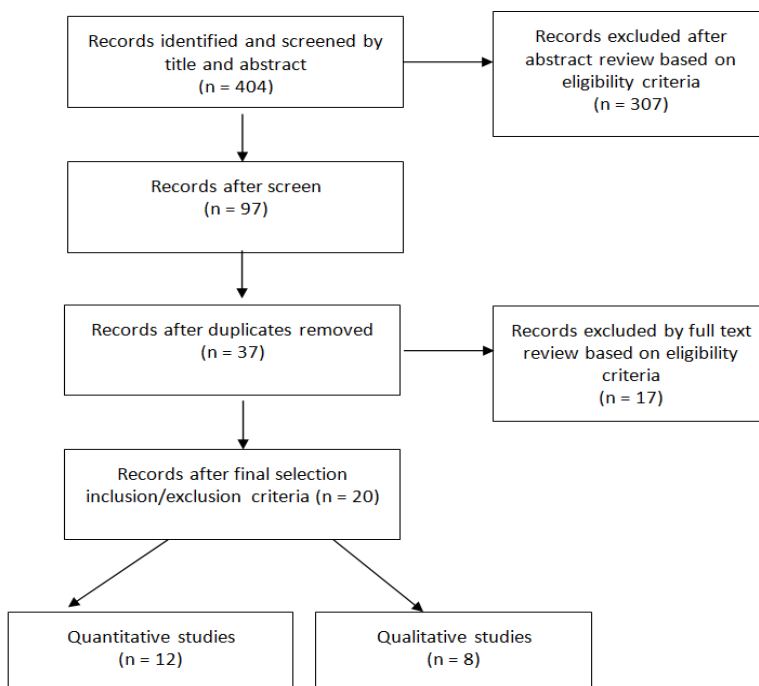 Records identified and screened by
title and abstract
(n = 404)
Records excluded after
abstract review based on
eligibility criteria
(n = 307)
Records after screen
(n = 97)
Records after duplicates removed
(n = 37)
Records excluded by full text
review based on eligibility
criteria
(n = 17)
Records after final selection
inclusion/exclusion criteria (n = 20)
Quantitative studies
(n = 12)
Qualitative studies
(n = 8)